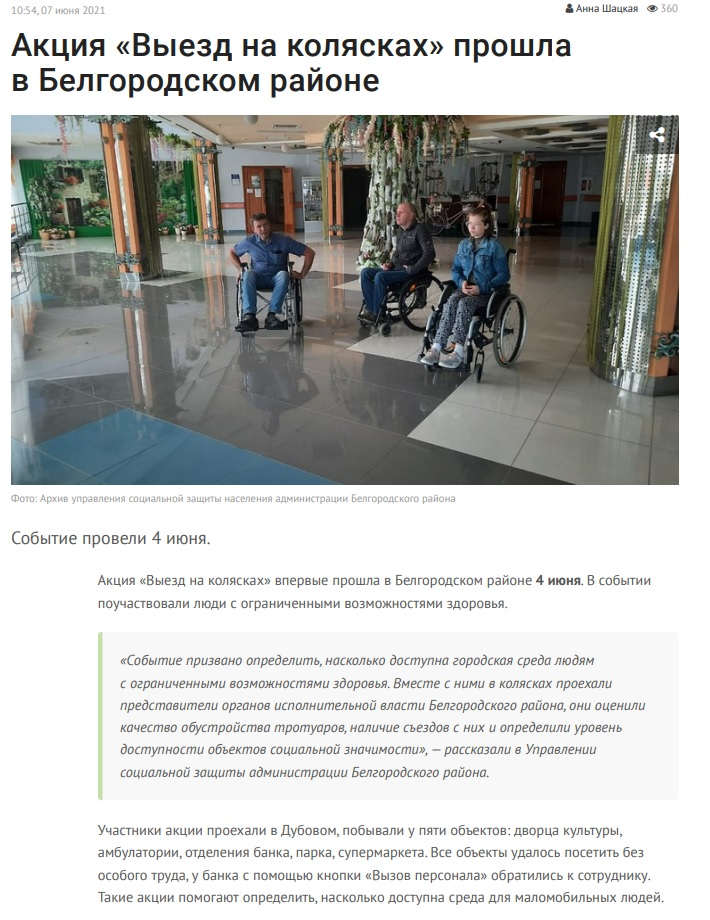 10:54, 07 июня 2021
Анна Шацкая 360
Акция «Выезд на колясках» прошла
в Белгородском районе
Фото: Архив управления социальной защиты населения администрации Белгородского района
Событие провели 4 июня.
Акция «Выезд на колясках» впервые прошла в Белгородском районе 4 июня. В событии
поучаствовали люди с ограниченными возможностями здоровья.
«Событие призвано определить, насколько доступна городская среда людям
с ограниченными возможностями здоровья. Вместе с ними в колясках проехали
представители органов исполнительной власти Белгородского района, они оценили
качество обустройства тротуаров, наличие съездов с них и определили уровень
доступности объектов социальной значимости», — рассказали в Управлении
социальной защиты администрации Белгородского района.
Участники акции проехали в Дубовом, побывали у пяти объектов: дворца культуры,
амбулатории, отделения банка, парка, супермаркета. Все объекты удалось посетить без
особого труда, у банка с помощью кнопки «Вызов персонала» обратились к сотруднику.
Такие акции помогают определить, насколько доступна среда для маломобильных людей.